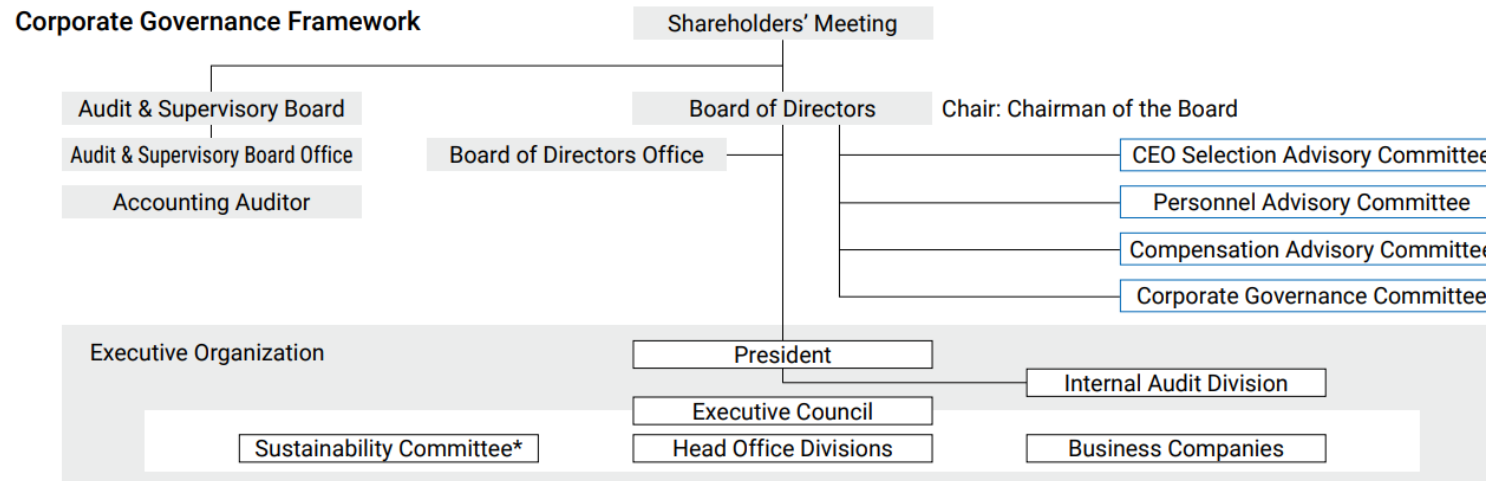 Corporate Governance Framework
Shareholders' Meeting
Audit & Supervisory Board
Board of Directors
Chair: Chairman of the Board
Audit & Supervisory Board Office
Board of Directors Office
CEO Selection Advisory Committee
Accounting Auditor
Personnel Advisory Committee
Compensation Advisory Committee
Corporate Governance Committee
Executive Organization
President
Internal Audit Division
Executive Council
Sustainability Committee*
Head Office Divisions
Business Companies